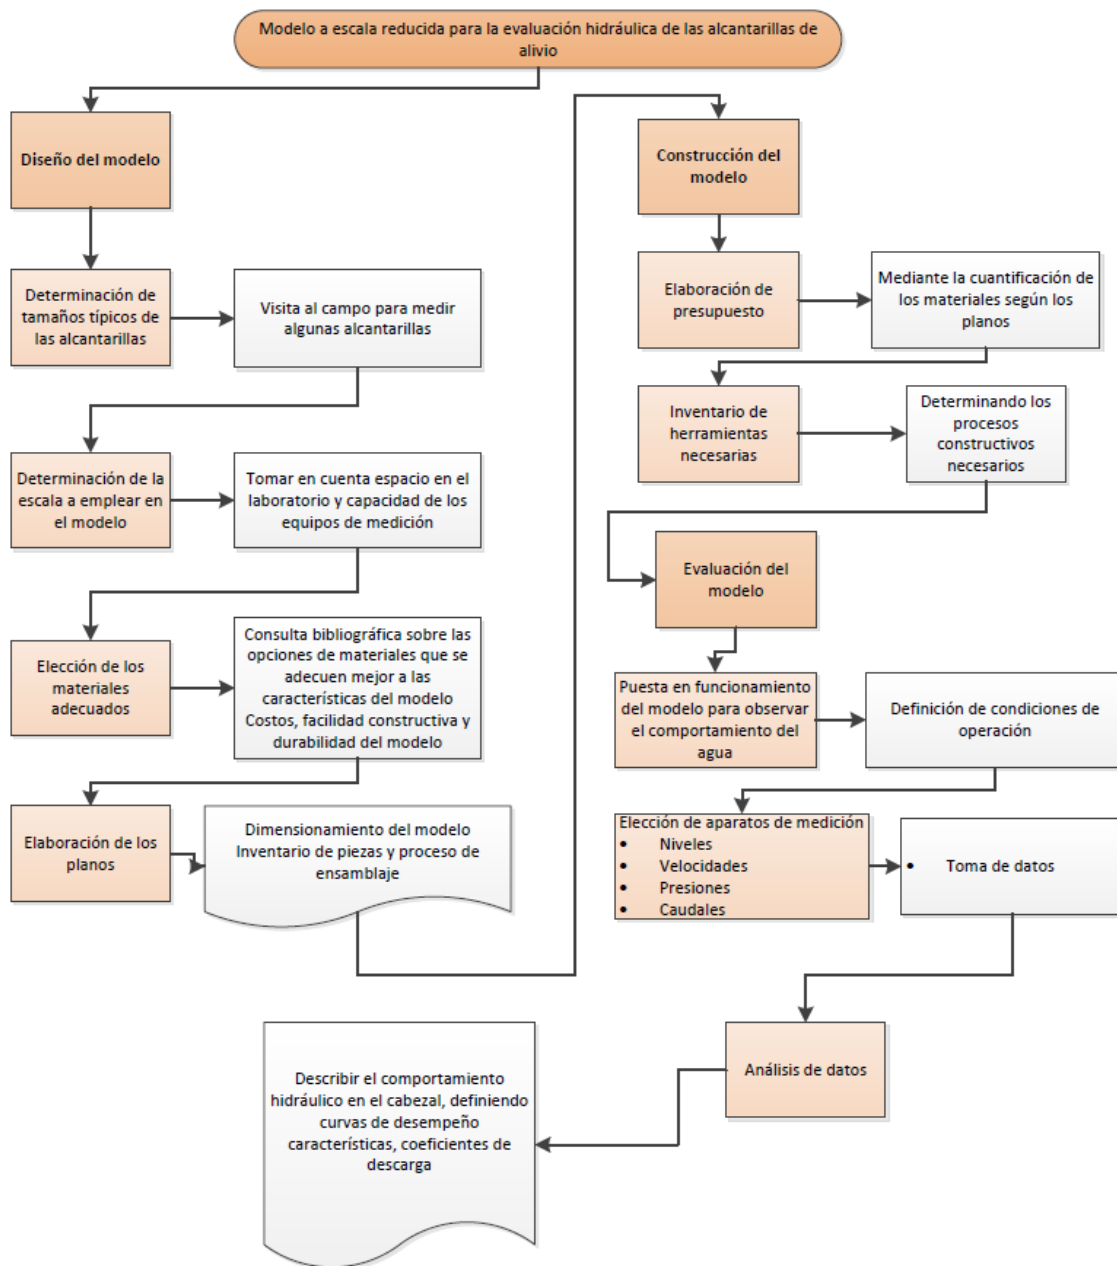 Modelo a escala reducida para la evaluación hidráulica de las alcantarillas de
alivio
Diseño del modelo
Determinación de
tamaños típicos de
las alcantarillas
Visita al campo para medir
algunas alcantarillas
Determinación de la
escala a emplear en
el modelo
Tomar en cuenta espacio en el
laboratorio y capacidad de los
equipos de medición
Elección de los
materiales
adecuados
Consulta bibliográfica sobre las
opciones de materiales que se
adecuen mejor a las
características del modelo
Costos, facilidad constructiva y
durabilidad del modelo
Elaboración de los
planos
Dimensionamiento del modelo
Inventario de piezas y proceso de
ensamblaje
Construcción del
modelo
Elaboración de
presupuesto
Mediante la cuantificación de
los materiales según los
planos
Inventario de
herramientas
necesarias
Determinando los
procesos
constructivos
necesarios
Evaluación del
modelo
Puesta en funcionamiento
del modelo para observar
el comportamiento del
agua
Definición de condiciones de
operación
Elección de aparatos de medición
• Niveles
• Velocidades
• Presiones
• Caudales
• Toma de datos
Análisis de datos
Describir el comportamiento
hidráulico en el cabezal, definiendo
curvas de desempeño
características, coeficientes de
descarga